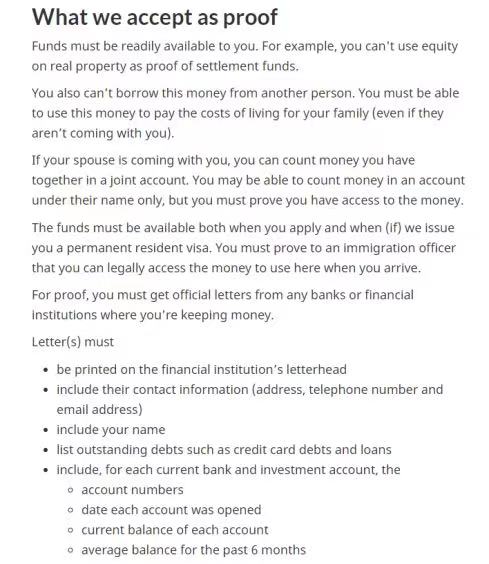 What we accept as proof
Funds must be readily available to you. For example, you can't use equity
on real property as proof of settlement funds.
You also can't borrow this money from another person. You must be able
to use this money to pay the costs of living for your family (even if they
aren't coming with you).
If your spouse is coming with you, you can count money you have
together in a joint account. You may be able to count money in an account
under their name only, but you must prove you have access to the money.
The funds must be available both when you apply and when (if) we issue
you a permanent resident visa. You must prove to an immigration officer
that you can legally access the money to use here when you arrive.
For proof, you must get official letters from any banks or financial
institutions where you're keeping money.
Letter(s) must
• be printed on the financial institution's letterhead
• include their contact information (address, telephone number and
email address)
• include your name
• list outstanding debts such as credit card debts and loans
• include, for each current bank and investment account, the
◦ account numbers
◦ date each account was opened
◦ current balance of each account
◦ average balance for the past 6 months